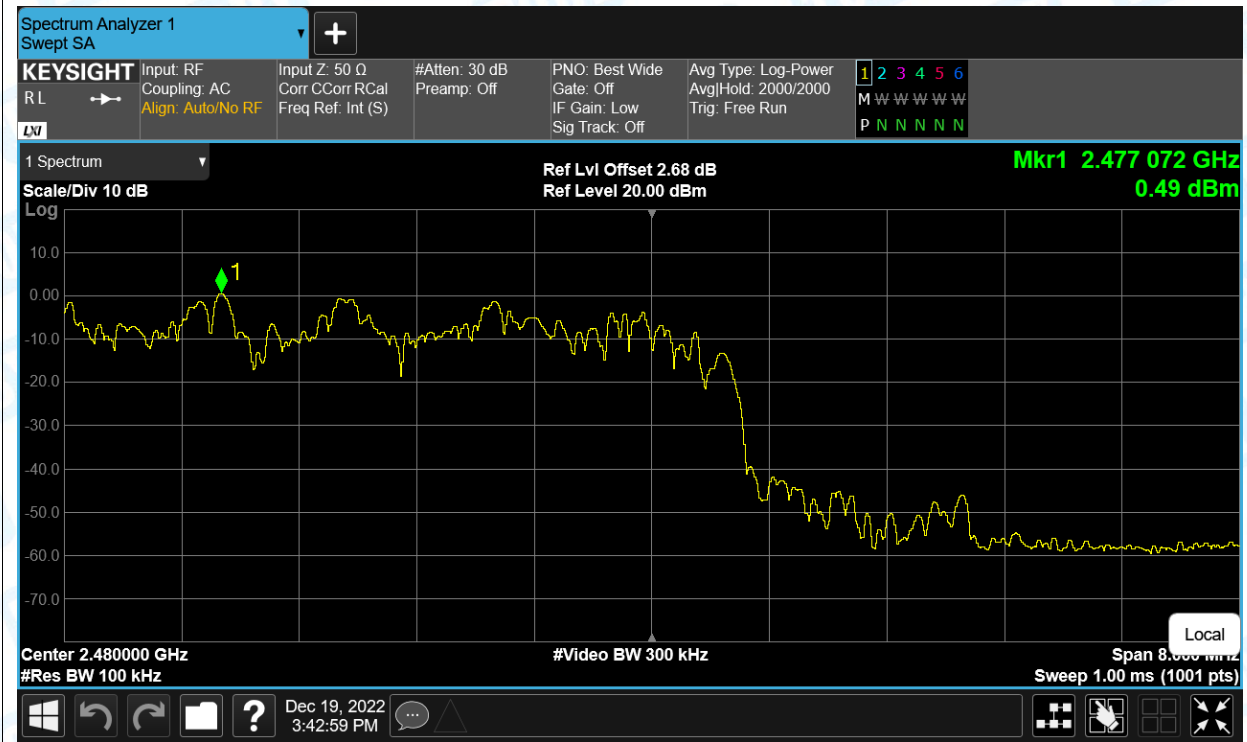 Spectrum Analyzer 1
Swept SA
KEYSIGHT
R L
LXI
Input: RF
Coupling: AC
Align: Auto/No RF
Input Z: 50 Ω
Corr CCorr RCal
Freq Ref: Int (S)
#Atten: 30 dB
Preamp: Off
PNO: Best Wide
Gate: Off
IF Gain: Low
Sig Track: Off
Avg Type: Log-Power
Avg|Hold: 2000/2000
Trig: Free Run
1 2 3 4 5 6
M W W W W W
P N N N N N
1 Spectrum
Scale/Div 10 dB
Ref Lvl Offset 2.68 dB
Ref Level 20.00 dBm
Mkr1 2.477 072 GHz
0.49 dBm
Log
10.0
0.00
-10.0
-20.0
-30.0
-40.0
-50.0
-60.0
-70.0
1
Local
Center 2.480000 GHz
#Video BW 300 kHz
Span 8.000 MHz
#Res BW 100 kHz
Sweep 1.00 ms (1001 pts)
?
Dec 19, 2022
3:42:59 PM